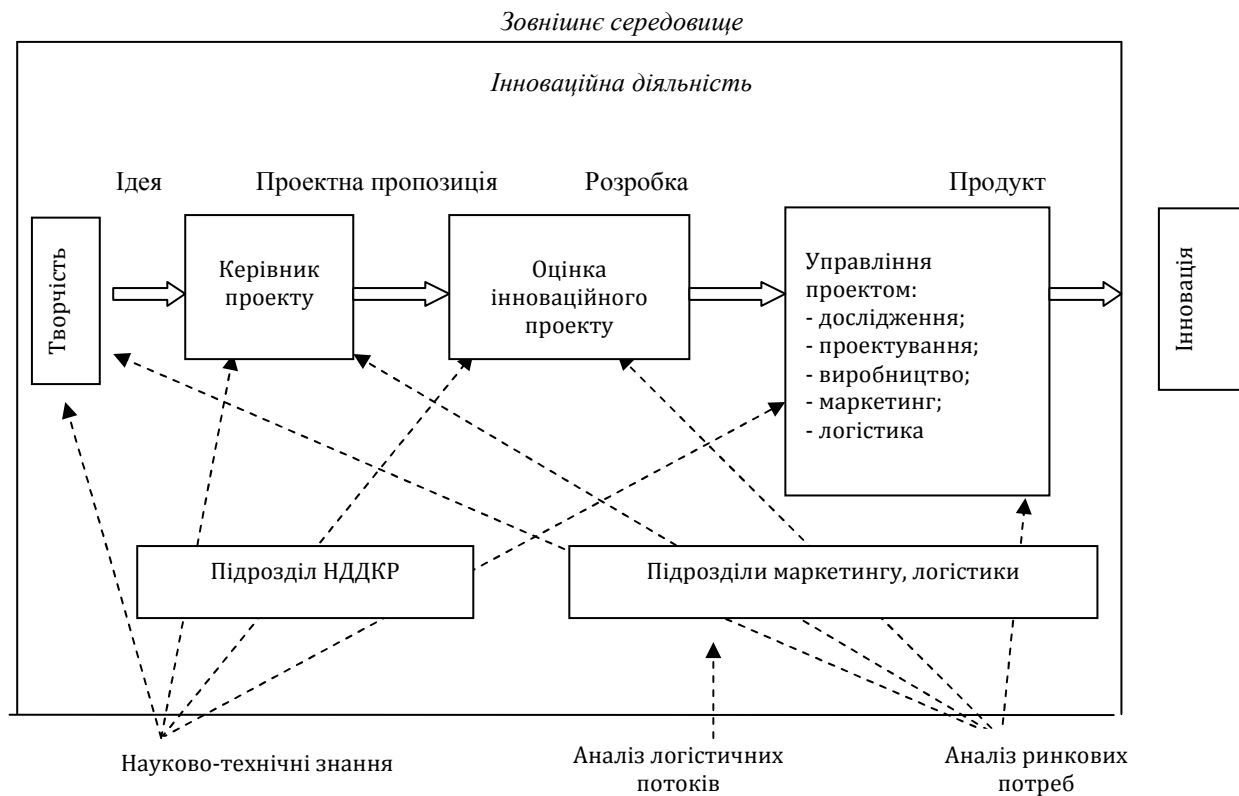 Зовнішнє середовище
Інноваційна діяльність
Ідея
Проектна пропозиція
Розробка
Продукт
Творчість
Керівник
проекту
Оцінка
інноваційного
проекту
Управління
проектом:
- дослідження;
- проектування;
- виробництво;
- маркетинг;
- логістика
Інновація
Підрозділ НДДКР
Підрозділи маркетингу, логістики
Науково-технічні знання
Аналіз логістичних
потоків
Аналіз ринкових
потреб